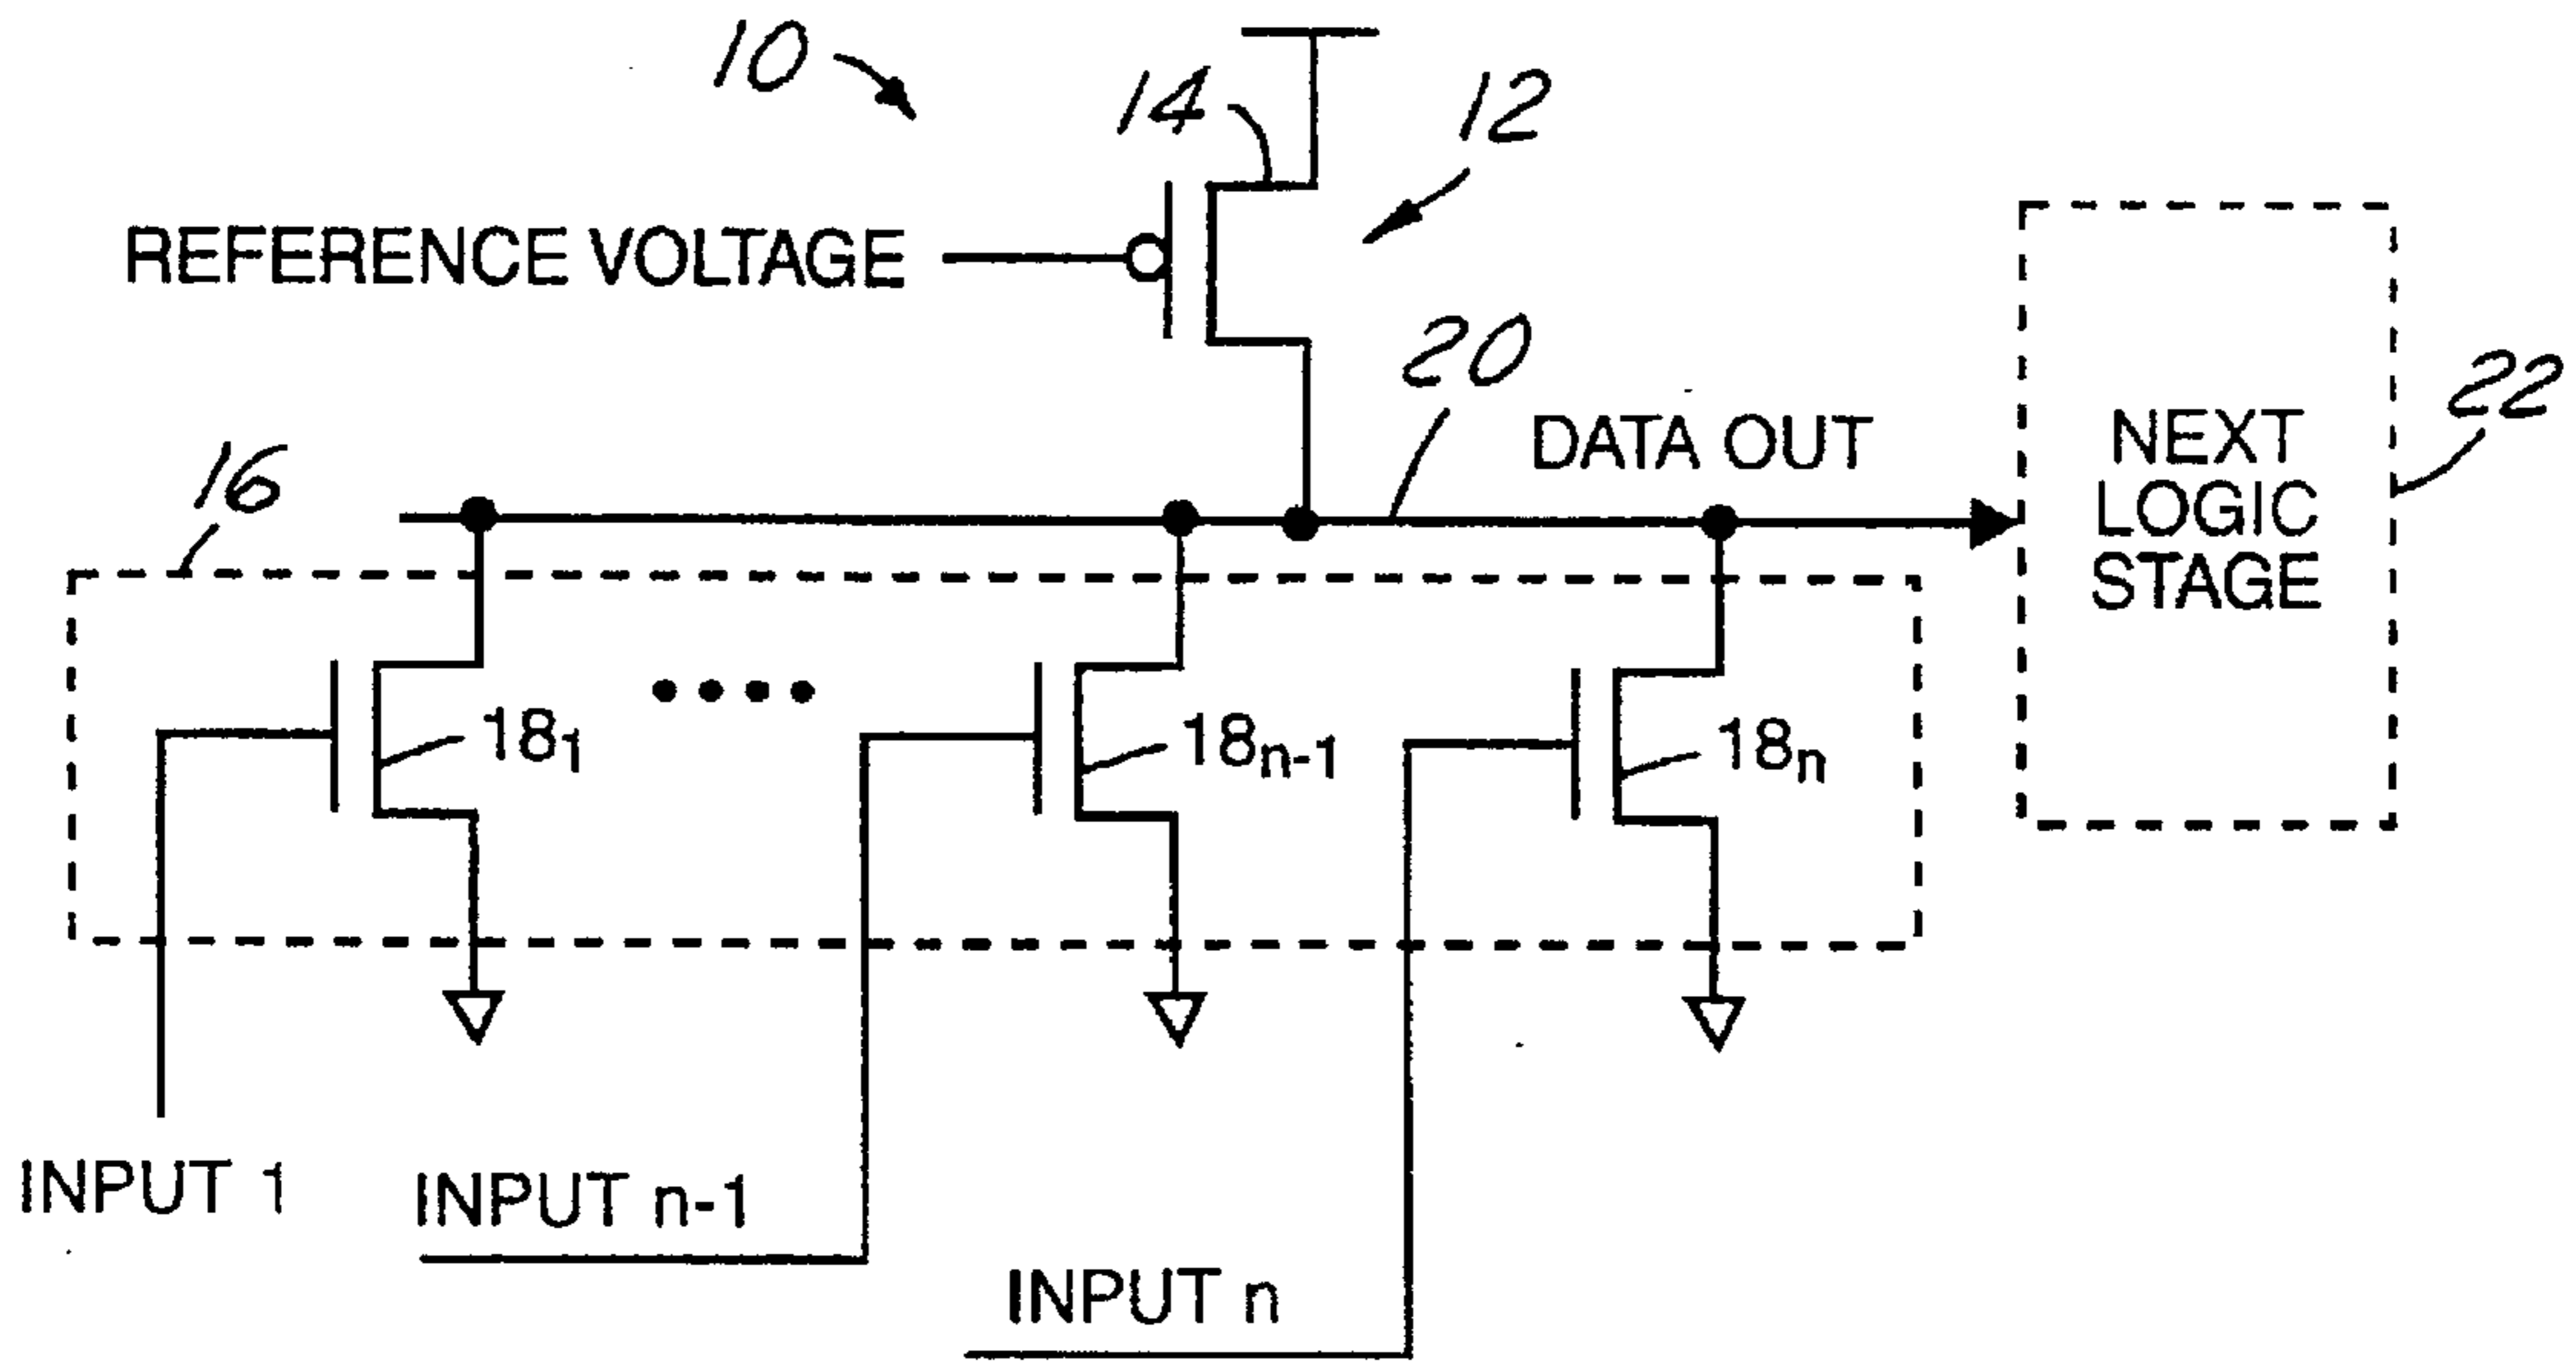 10
14
12
REFERENCE VOLTAGE
20
DATA OUT
22
NEXT
LOGIC
STAGE
16
18₁
18ₙ₋₁
18ₙ
INPUT 1
INPUT n-1
INPUT n